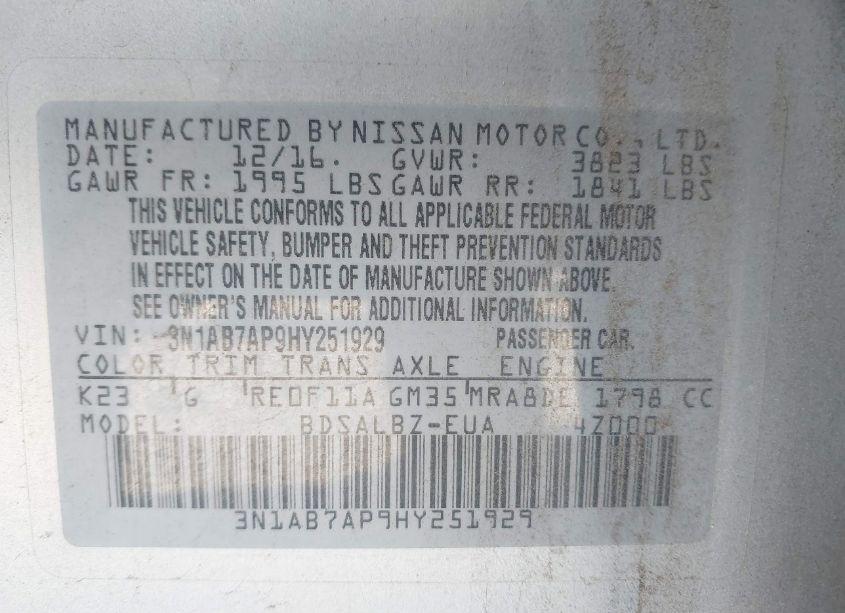 MANUFACTURED BY NISSAN MOTOR CO., LTD.
DATE: 12/16. GVWR: 3823 LBS
GAWR FR: 1995 LBS GAWR RR: 1841 LBS
THIS VEHICLE CONFORMS TO ALL APPLICABLE FEDERAL MOTOR
VEHICLE SAFETY, BUMPER AND THEFT PREVENTION STANDARDS
IN EFFECT ON THE DATE OF MANUFACTURE SHOWN ABOVE.
SEE OWNER'S MANUAL FOR ADDITIONAL INFORMATION.
VIN: 3N1AB7AP9HY251929 PASSENGER CAR.
COLOR TRIM TRANS AXLE ENGINE
K23 G RE0F11A GM35 MRA8DE 1798 CC
MODEL: BDSALBZ-EUA 4Z000
3N1AB7AP9HY251929